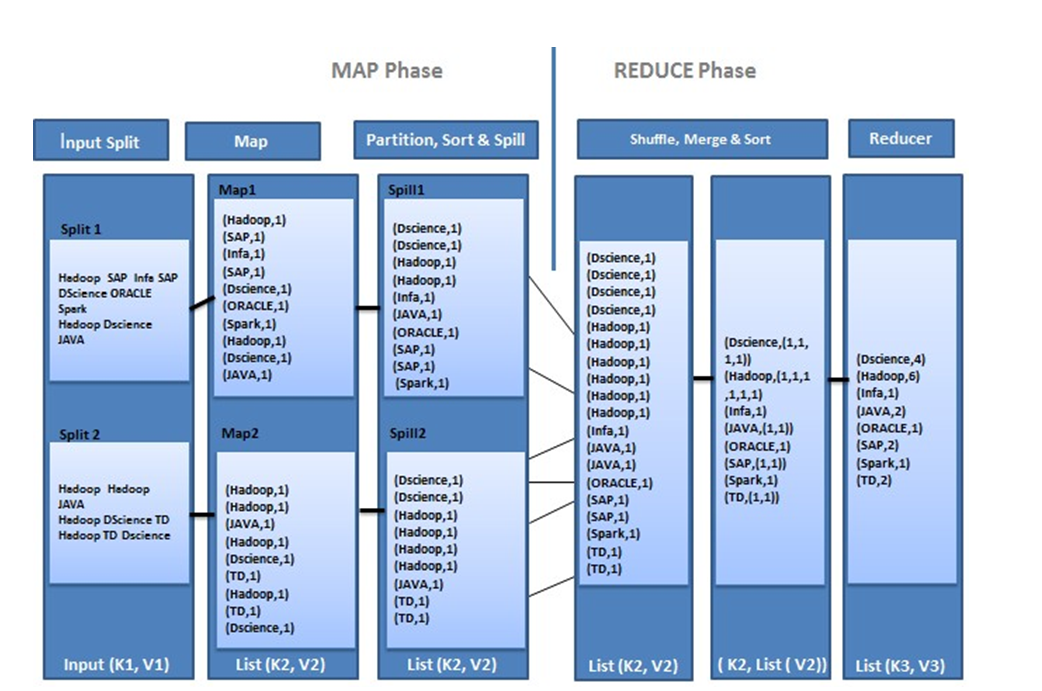 MAP Phase
REDUCE Phase
Input Split
Map
Partition, Sort & Spill
Shuffle, Merge & Sort
Reducer
Split 1
Hadoop SAP Infa SAP
DScience ORACLE
Spark
Hadoop Dscience
JAVA
Split 2
Hadoop Hadoop
JAVA
Hadoop DScience TD
Hadoop TD Dscience
Input (K1, V1)
Map1
(Hadoop,1)
(SAP,1)
(Infa,1)
(SAP,1)
(Dscience,1)
(ORACLE,1)
(Spark,1)
(Hadoop,1)
(Dscience,1)
(JAVA,1)
Map2
(Hadoop,1)
(Hadoop,1)
(JAVA,1)
(Hadoop,1)
(Dscience,1)
(TD,1)
(Hadoop,1)
(TD,1)
(Dscience,1)
List (K2, V2)
Spill1
(Dscience,1)
(Dscience,1)
(Hadoop,1)
(Hadoop,1)
(Infa,1)
(JAVA,1)
(ORACLE,1)
(SAP,1)
(SAP,1)
(Spark,1)
Spill2
(Dscience,1)
(Dscience,1)
(Hadoop,1)
(Hadoop,1)
(Hadoop,1)
(Hadoop,1)
(JAVA,1)
(TD,1)
(TD,1)
List (K2, V2)
(Dscience,1)
(Dscience,1)
(Dscience,1)
(Dscience,1)
(Hadoop,1)
(Hadoop,1)
(Hadoop,1)
(Hadoop,1)
(Hadoop,1)
(Hadoop,1)
(Infa,1)
(JAVA,1)
(JAVA,1)
(ORACLE,1)
(SAP,1)
(SAP,1)
(Spark,1)
(TD,1)
(TD,1)
List (K2, V2)
(Dscience,(1,1,
1,1))
(Hadoop,(1,1,1
,1,1,1)
(Infa,1)
(JAVA,(1,1))
(ORACLE,1)
(SAP,(1,1))
(Spark,1)
(TD,(1,1))
( K2, List ( V2))
(Dscience,4)
(Hadoop,6)
(Infa,1)
(JAVA,2)
(ORACLE,1)
(SAP,2)
(Spark,1)
(TD,2)
List (K3, V3)